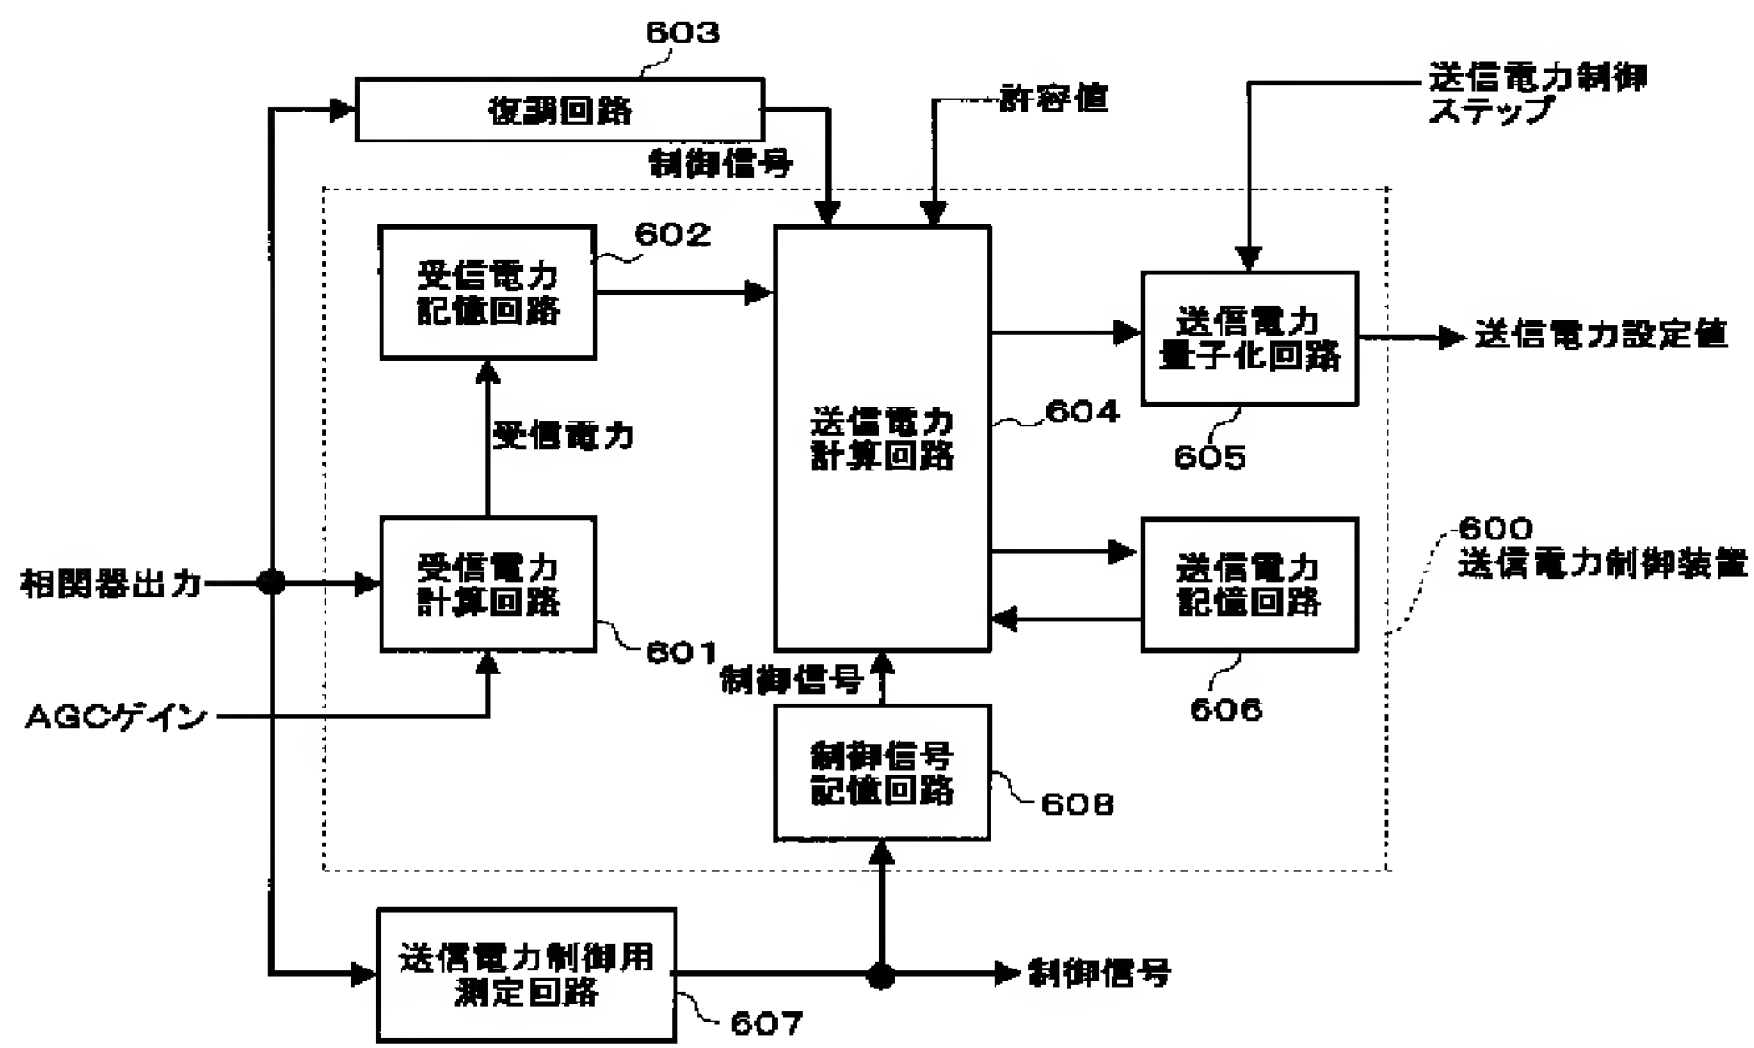 603
復調回路
制御信号
許容値
送信電力制御
ステップ
602
受信電力
記憶回路
送信電力
量子化回路
送信電力設定値
605
受信電力
送信電力
計算回路
604
600
送信電力制御装置
相関器出力
受信電力
計算回路
601
送信電力
記憶回路
606
制御信号
AGCゲイン
制御信号
記憶回路
608
送信電力制御用
測定回路
607
制御信号